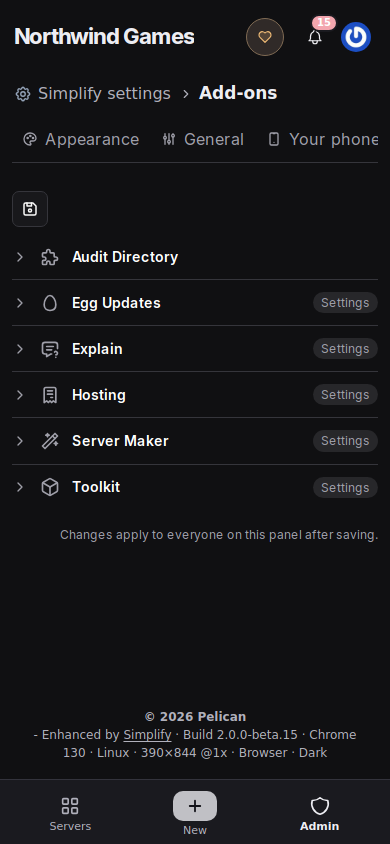 Northwind Games
15
Simplify settings > Add-ons
Appearance General Your phone
Audit Directory
Egg Updates Settings
Explain Settings
Hosting Settings
Server Maker Settings
Toolkit Settings
Changes apply to everyone on this panel after saving.
© 2026 Pelican
- Enhanced by Simplify · Build 2.0.0-beta.15 · Chrome
130 · Linux · 390×844 @1x · Browser · Dark
Servers New Admin